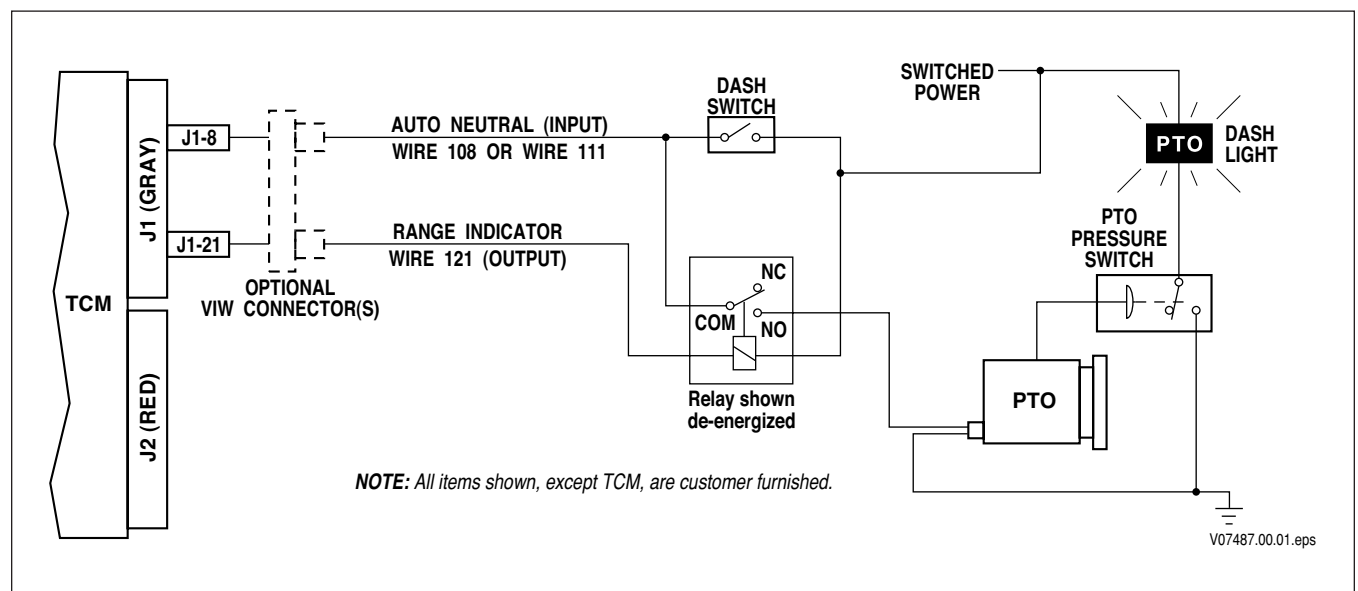 TCM
J1 (GRAY)
J2 (RED)
J1-8
J1-21
OPTIONAL
VIW CONNECTOR(S)
AUTO NEUTRAL (INPUT)
WIRE 108 OR WIRE 111
RANGE INDICATOR
WIRE 121 (OUTPUT)
DASH
SWITCH
NC
COM
NO
Relay shown
de-energized
SWITCHED
POWER
PTO
DASH
LIGHT
PTO
PRESSURE
SWITCH
PTO
NOTE: All items shown, except TCM, are customer furnished.
V07487.00.01.eps